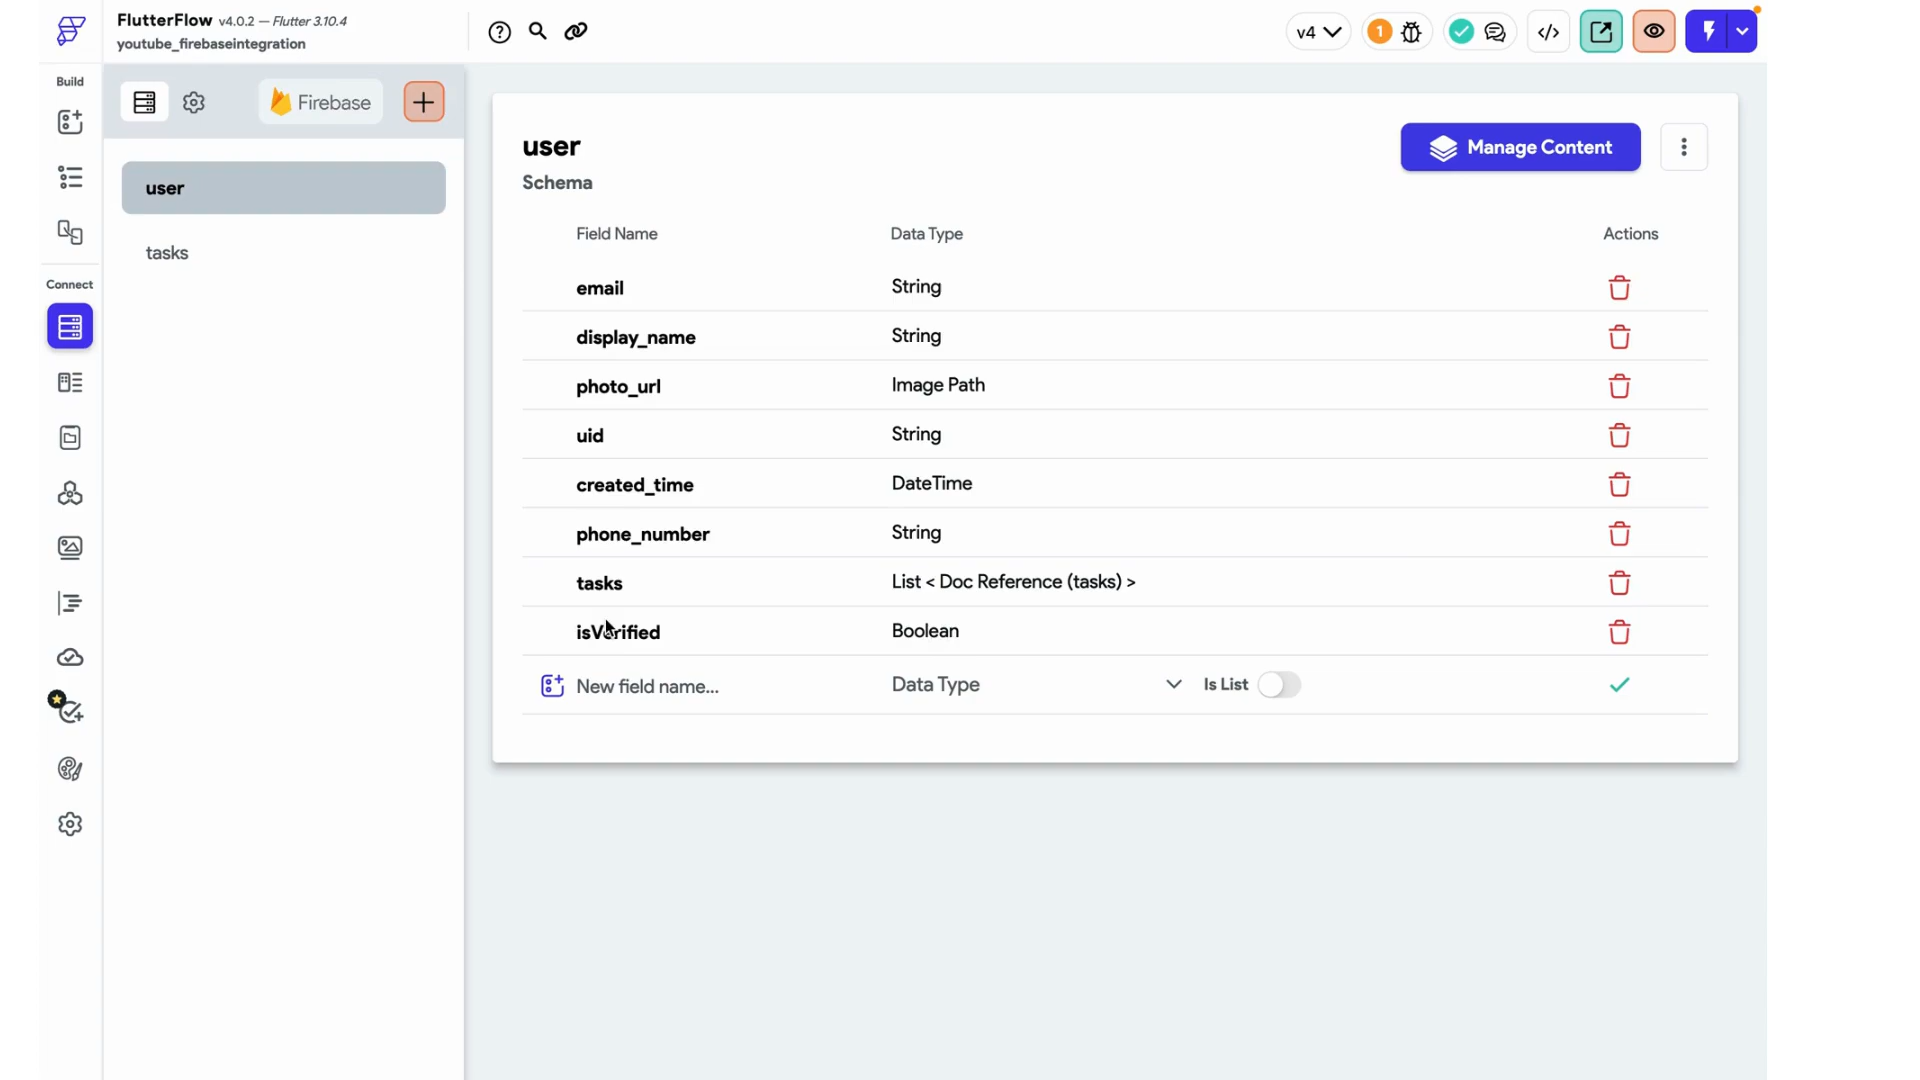 FlutterFlow v4.0.2 — Flutter 3.10.4
youtube_firebaseintegration
v4
1
Build
Firebase
user
tasks
Connect
user
Manage Content
Schema
Field Name Data Type Actions
email String
display_name String
photo_url Image Path
uid String
created_time DateTime
phone_number String
tasks List < Doc Reference (tasks) >
isVerified Boolean
New field name... Data Type Is List